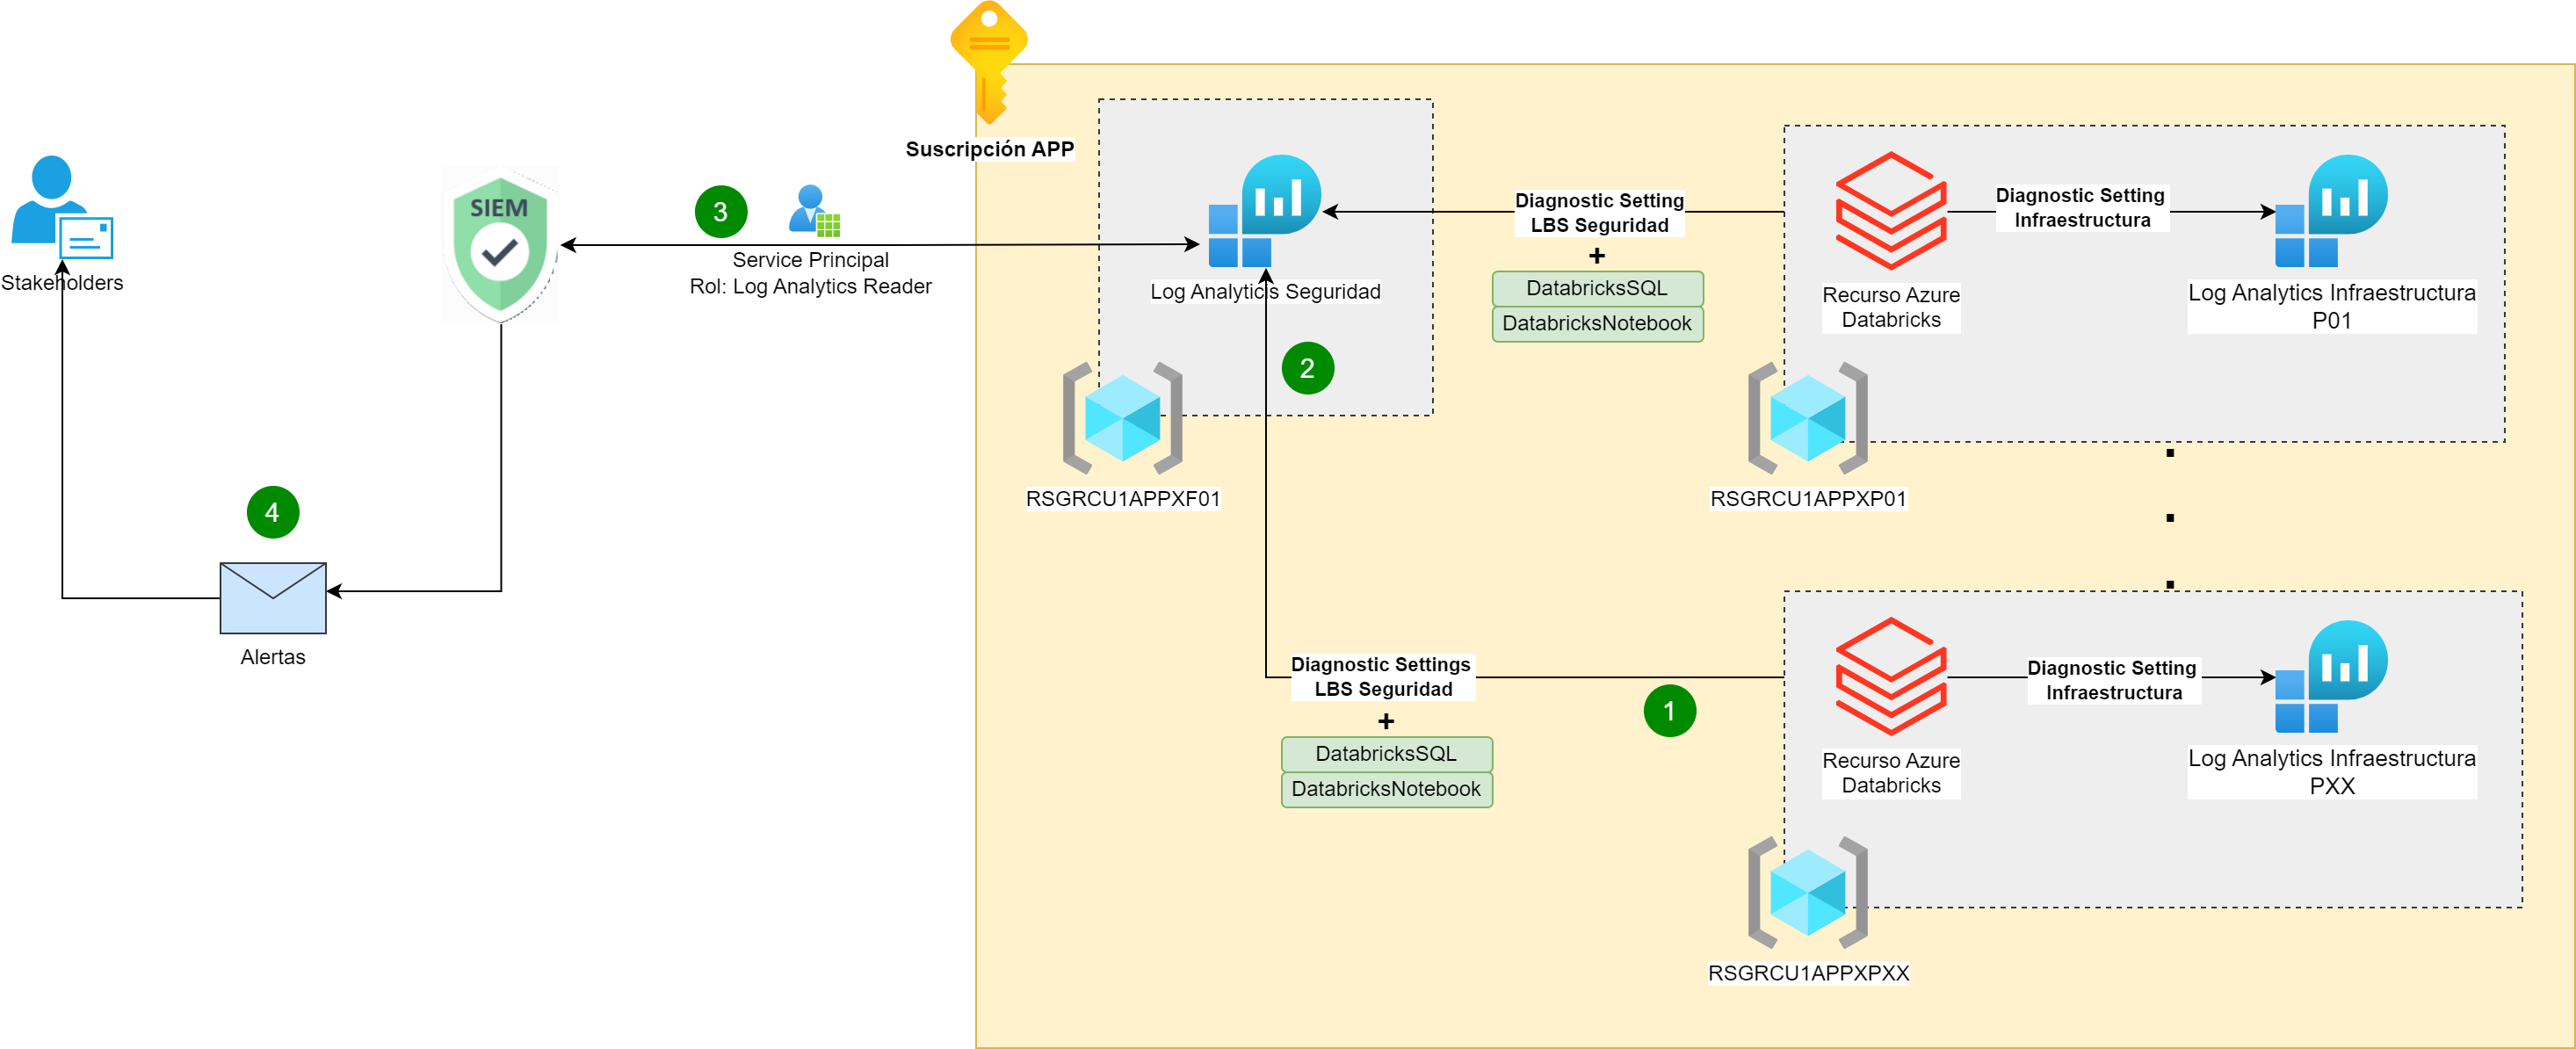 Suscripción APP
SIEM
3
Service Principal
Rol: Log Analytics Reader
Stakeholders
4
Alertas
Log Analyticis Seguridad
2
RSGRCU1APPXF01
Diagnostic Setting
LBS Seguridad
+
DatabricksSQL
DatabricksNotebook
Recurso Azure
Databricks
Diagnostic Setting
Infraestructura
Log Analytics Infraestructura
P01
RSGRCU1APPXP01
.
.
.
Diagnostic Settings
LBS Seguridad
+
DatabricksSQL
DatabricksNotebook
1
Recurso Azure
Databricks
Diagnostic Setting
Infraestructura
Log Analytics Infraestructura
PXX
RSGRCU1APPXPXX